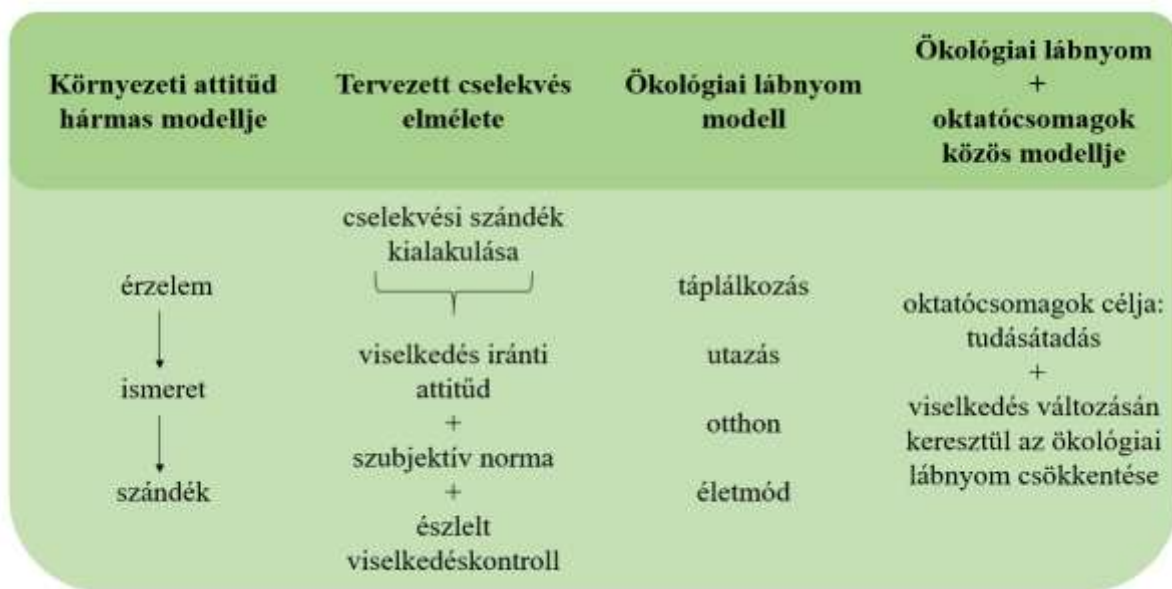 Környezeti attitűd
hármas modellje
Tervezett cselekvés
elmélete
Ökológiai lábnyom
modell
Ökológiai lábnyom
+
oktatócsomagok
közös modellje
érzelem
ismeret
szándék
cselekvési szándék
kialakulása
viselkedés iránti
attitűd
+
szubjektív norma
+
észlelt
viselkedéskontroll
táplálkozás
utazás
otthon
életmód
oktatócsomagok célja:
tudásátadás
+
viselkedés változásán
keresztül az ökológiai
lábnyom csökkentése